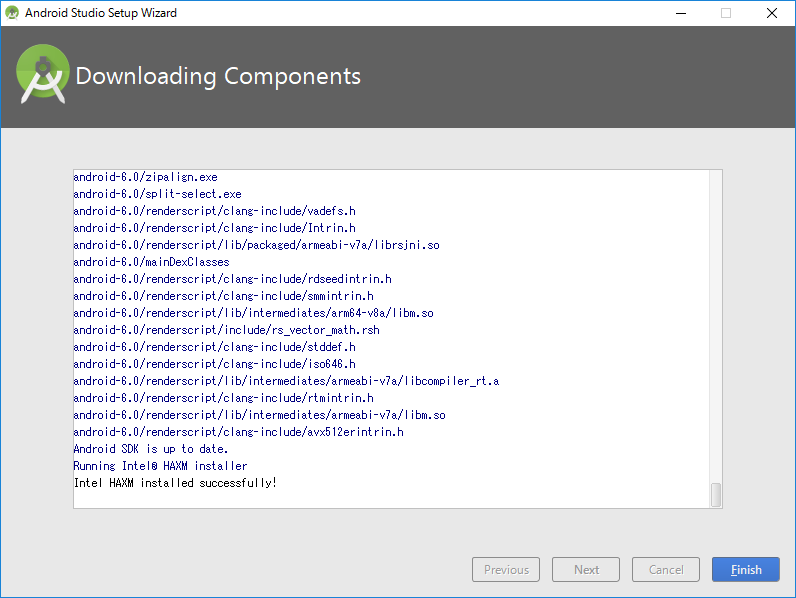 Android Studio Setup Wizard
Downloading Components
android-6.0/zipalign.exe
android-6.0/split-select.exe
android-6.0/renderscript/clang-include/vadefs.h
android-6.0/renderscript/clang-include/Intrin.h
android-6.0/renderscript/lib/packaged/armeabi-v7a/librsjni.so
android-6.0/mainDexClasses
android-6.0/renderscript/clang-include/rdseedintrin.h
android-6.0/renderscript/clang-include/smmintrin.h
android-6.0/renderscript/lib/intermediates/arm64-v8a/libm.so
android-6.0/renderscript/include/rs_vector_math.rsh
android-6.0/renderscript/clang-include/stddef.h
android-6.0/renderscript/clang-include/iso646.h
android-6.0/renderscript/lib/intermediates/armeabi-v7a/libcompiler_rt.a
android-6.0/renderscript/clang-include/rtmintrin.h
android-6.0/renderscript/lib/intermediates/armeabi-v7a/libm.so
android-6.0/renderscript/clang-include/avx512erintrin.h
Android SDK is up to date.
Running Intel® HAXM installer
Intel HAXM installed successfully!
Previous Next Cancel Finish